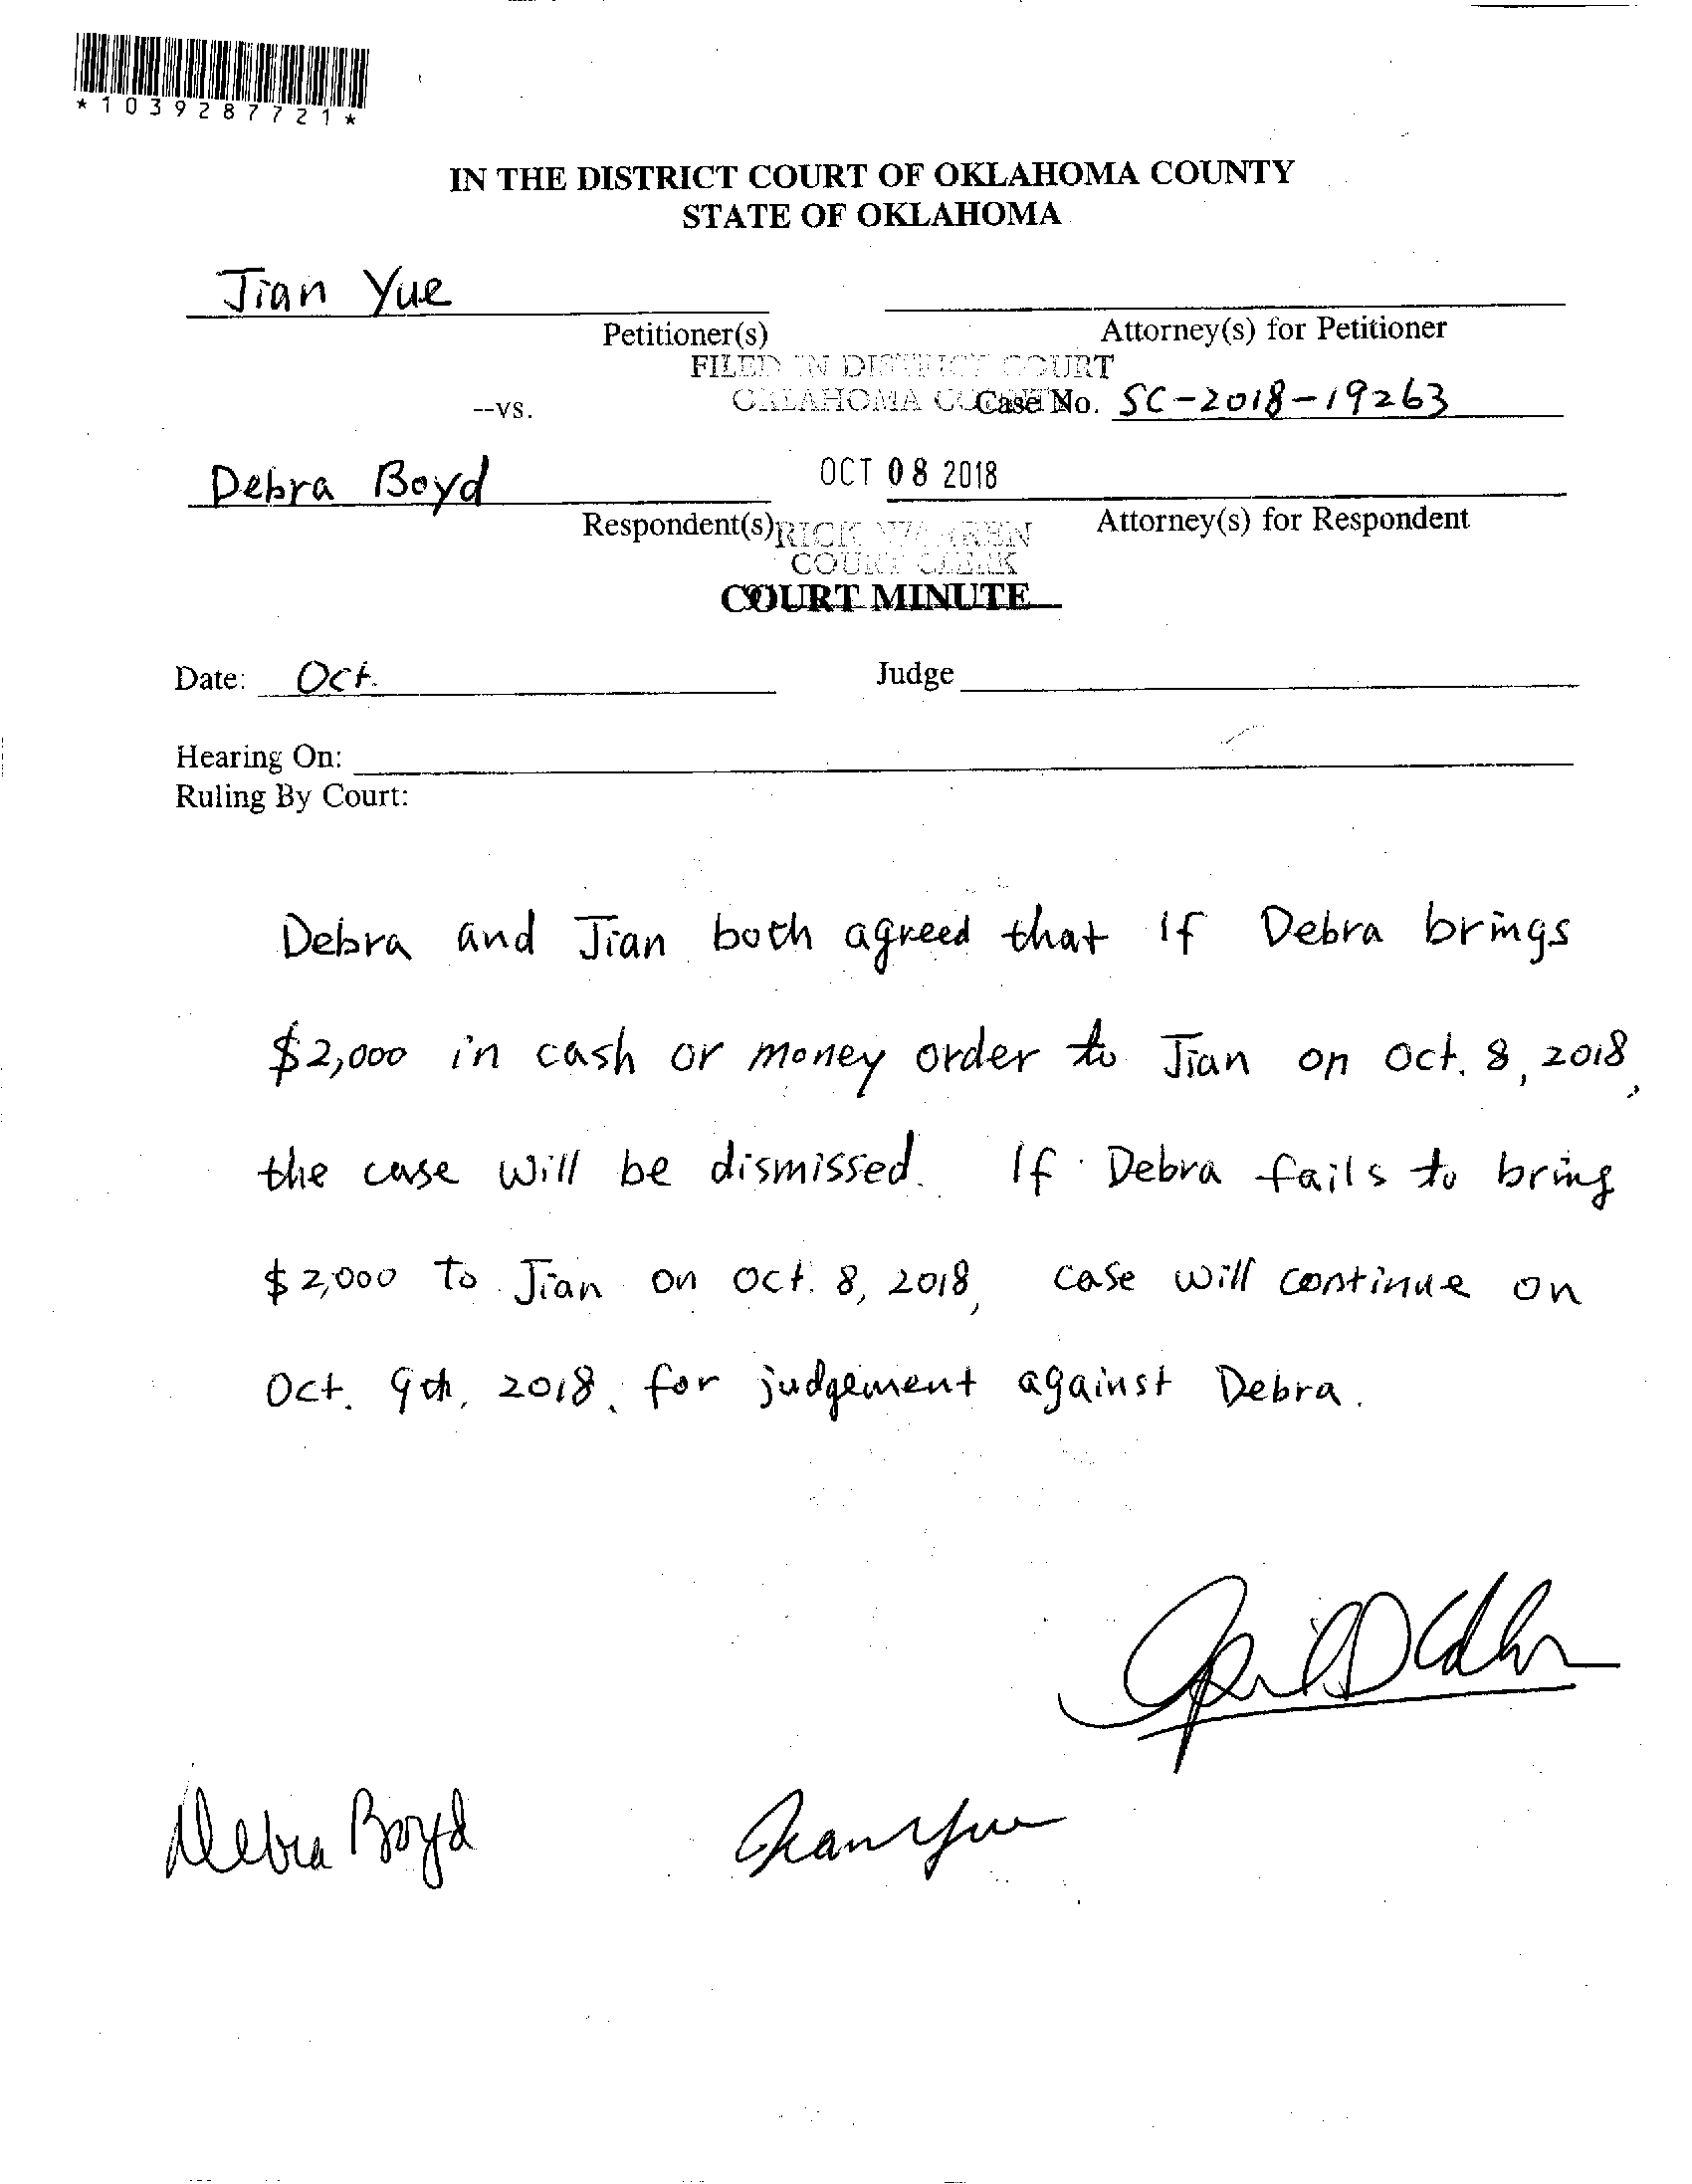 *1039287721*
IN THE DISTRICT COURT OF OKLAHOMA COUNTY
STATE OF OKLAHOMA
Jian Yue
Petitioner(s)
Attorney(s) for Petitioner
FILED IN DISTRICT COURT
OKLAHOMA COUNTY
--vs.
Case No. SC-2018-19263
Debra Boyd
OCT 08 2018
Respondent(s)
Attorney(s) for Respondent
RICK WARREN
COURT CLERK
COURT MINUTE
Date: Oct.
Judge
Hearing On:
Ruling By Court:
Debra and Jian both agreed that if Debra brings
$2,000 in cash or money order to Jian on Oct. 8, 2018,
the case will be dismissed. If Debra fails to bring
$2,000 to Jian on Oct. 8, 2018, case will continue on
Oct. 9th, 2018, for judgement against Debra.
Debra Boyd
Jian Yue